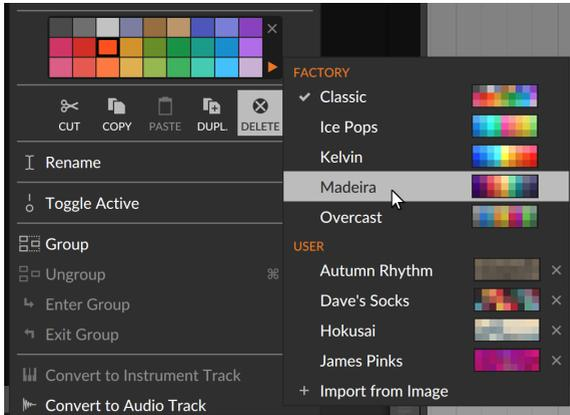 CUT COPY PASTE DUPL. DELETE
Rename
Toggle Active
Group
Ungroup ⌘
Enter Group
Exit Group
Convert to Instrument Track
Convert to Audio Track
FACTORY
Classic
Ice Pops
Kelvin
Madeira
Overcast
USER
Autumn Rhythm
Dave's Socks
Hokusai
James Pinks
Import from Image